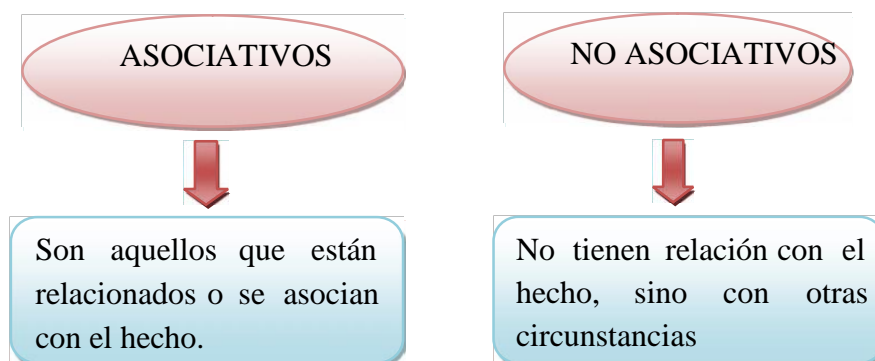 ASOCIATIVOS
Son aquellos que están
relacionados o se asocian
con el hecho.
NO ASOCIATIVOS
No tienen relación con el
hecho, sino con otras
circunstancias